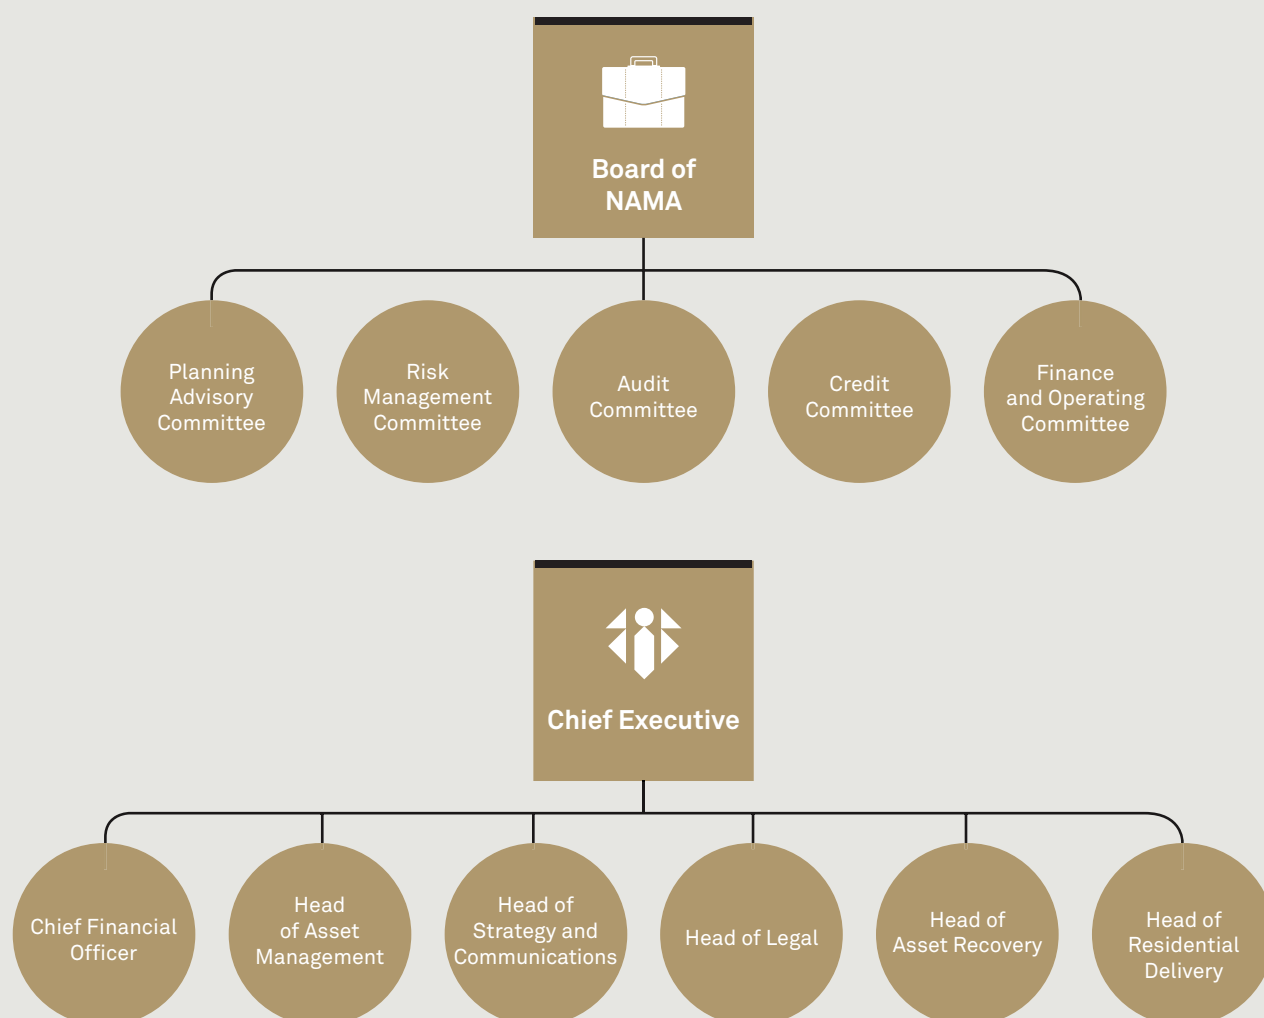 Board of
NAMA
Planning
Advisory
Committee
Risk
Management
Committee
Audit
Committee
Credit
Committee
Finance
and Operating
Committee
Chief Executive
Chief Financial
Officer
Head
of Asset
Management
Head of
Strategy and
Communications
Head of Legal
Head of
Asset Recovery
Head of
Residential
Delivery